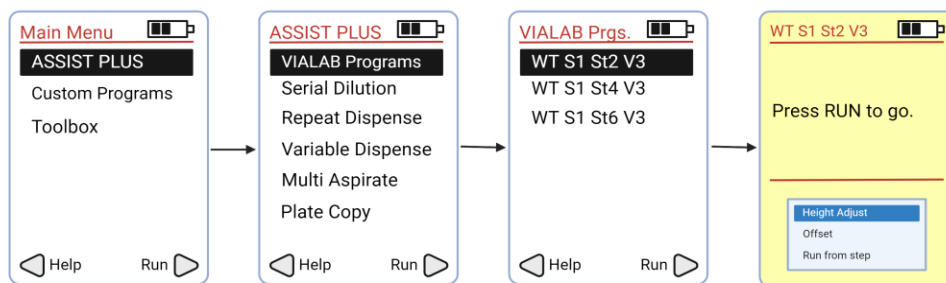 Main Menu
ASSIST PLUS
Custom Programs
Toolbox
Help Run
ASSIST PLUS
VIALAB Programs
Serial Dilution
Repeat Dispense
Variable Dispense
Multi Aspirate
Plate Copy
Help Run
VIALAB Prgs.
WT S1 St2 V3
WT S1 St4 V3
WT S1 St6 V3
Help Run
WT S1 St2 V3
Press RUN to go.
Height Adjust
Offset
Run from step